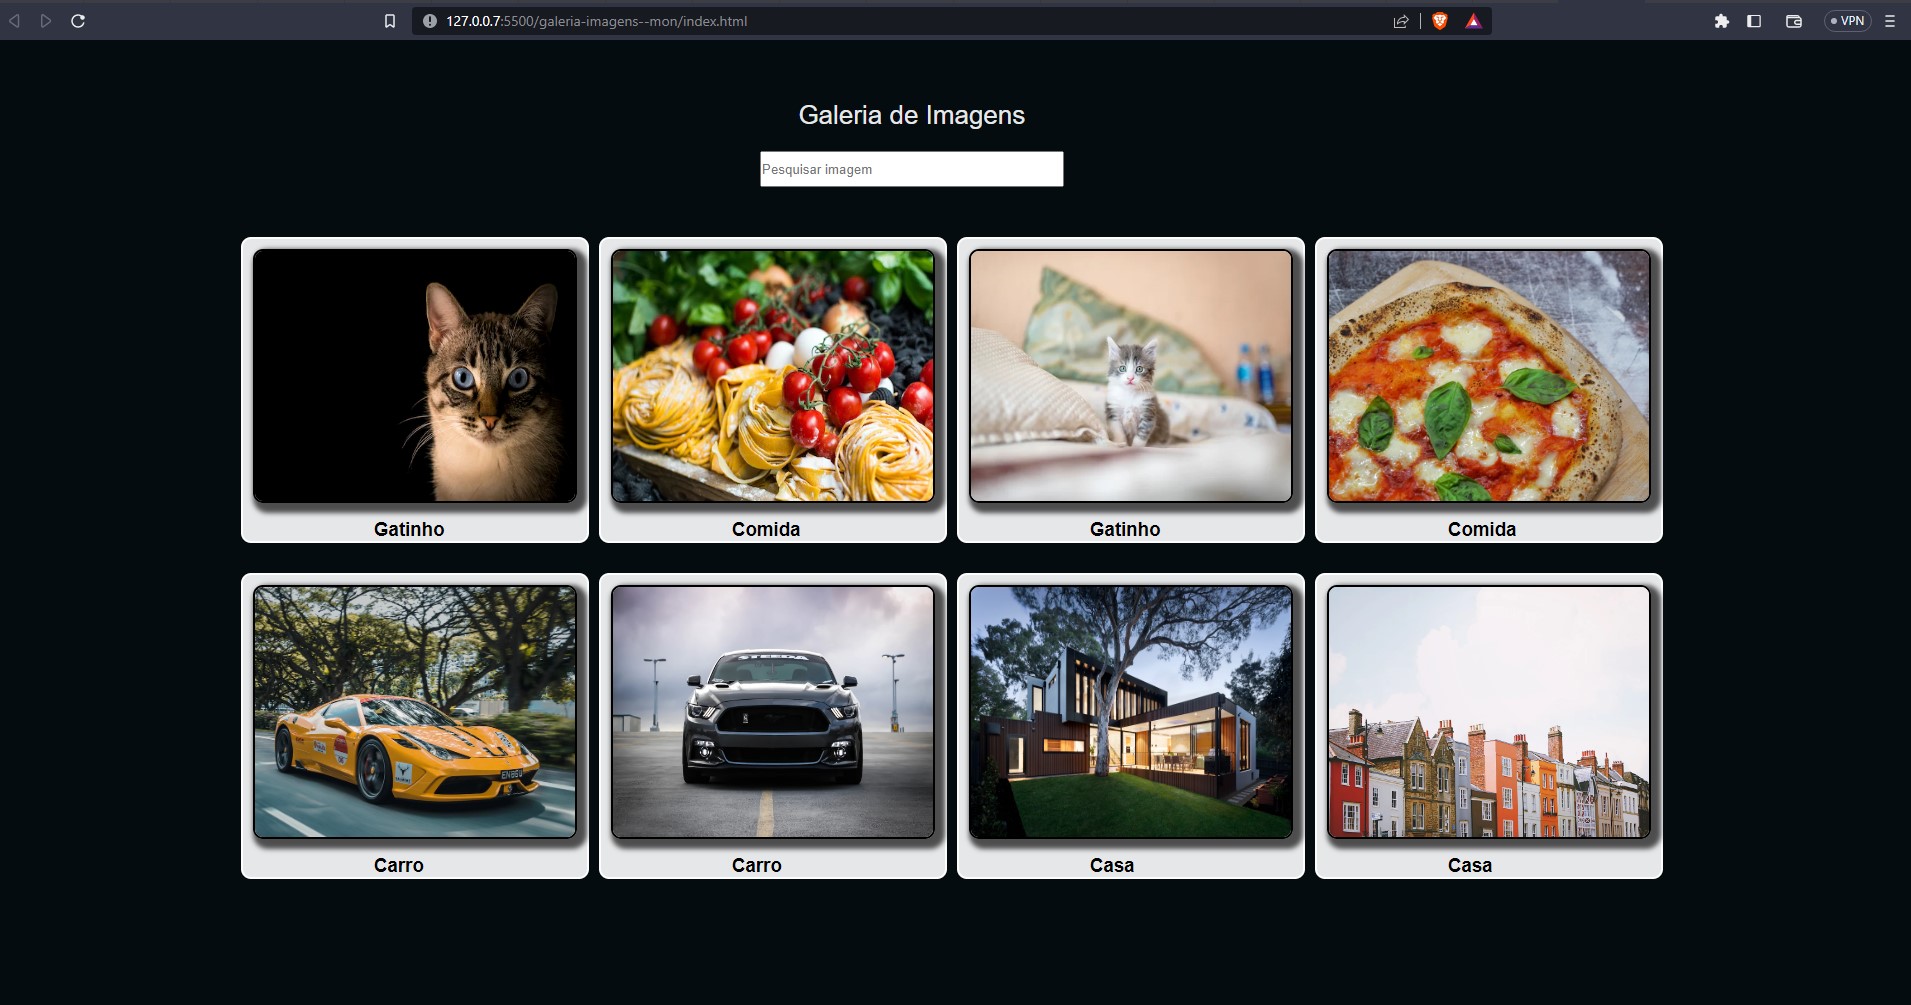 127.0.0.7:5500/galeria-imagens--mon/index.html
VPN
Galeria de Imagens
Pesquisar imagem
Gatinho
Comida
Gatinho
Comida
STEEDA
Carro
Carro
Casa
Casa